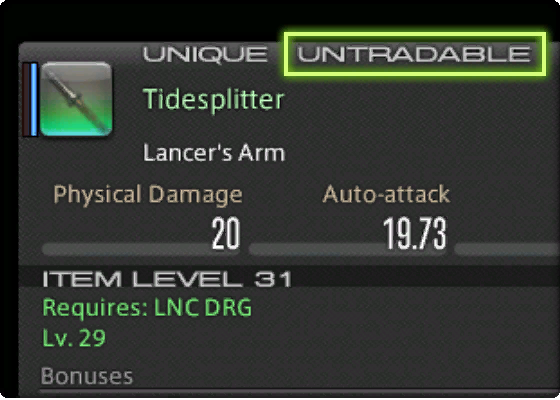 UNIQUE UNTRADABLE
Tidesplitter
Lancer's Arm
Physical Damage Auto-attack
20 19.73
ITEM LEVEL 31
Requires: LNC DRG
Lv. 29
Bonuses